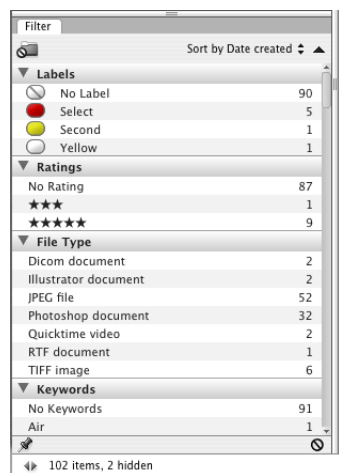 Filter
Sort by Date created
Labels
No Label 90
Select 5
Second 1
Yellow 1
Ratings
No Rating 87
★★★ 1
★★★★★ 9
File Type
Dicom document 2
Illustrator document 2
JPEG file 52
Photoshop document 32
Quicktime video 2
RTF document 1
TIFF image 6
Keywords
No Keywords 91
Air 1
102 items, 2 hidden